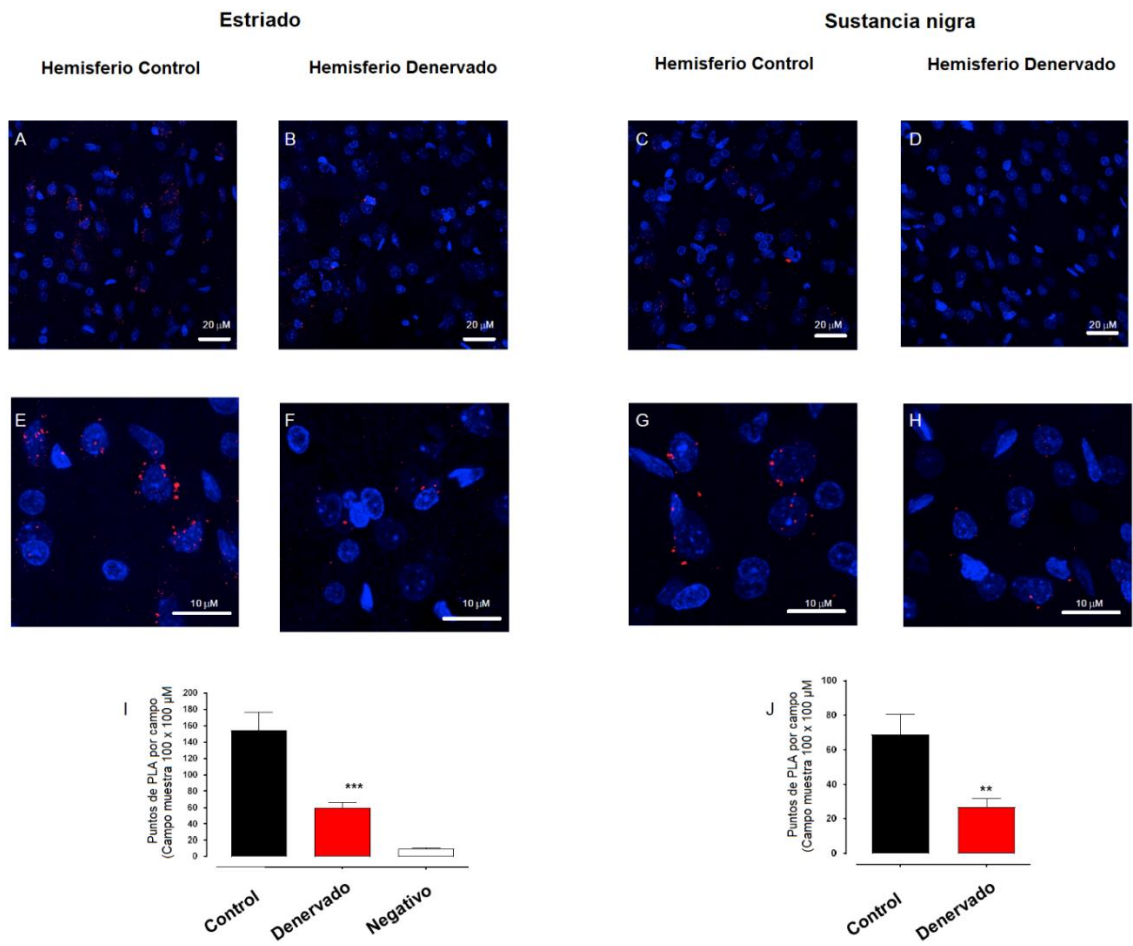 Estriado
Sustancia nigra
Hemisferio Control
Hemisferio Denervado
Hemisferio Control
Hemisferio Denervado
A
B
C
D
20 µM
20 µM
20 µM
20 µM
E
F
G
H
10 µM
10 µM
10 µM
10 µM
I
Puntos de PLA por campo
(Campo muestra 100 x 100 µM
200
180
160
140
120
100
80
60
40
20
0
***
Control
Denervado
Negativo
J
Puntos de PLA por campo
(Campo muestra 100 x 100 µM
100
80
60
40
20
0
**
Control
Denervado